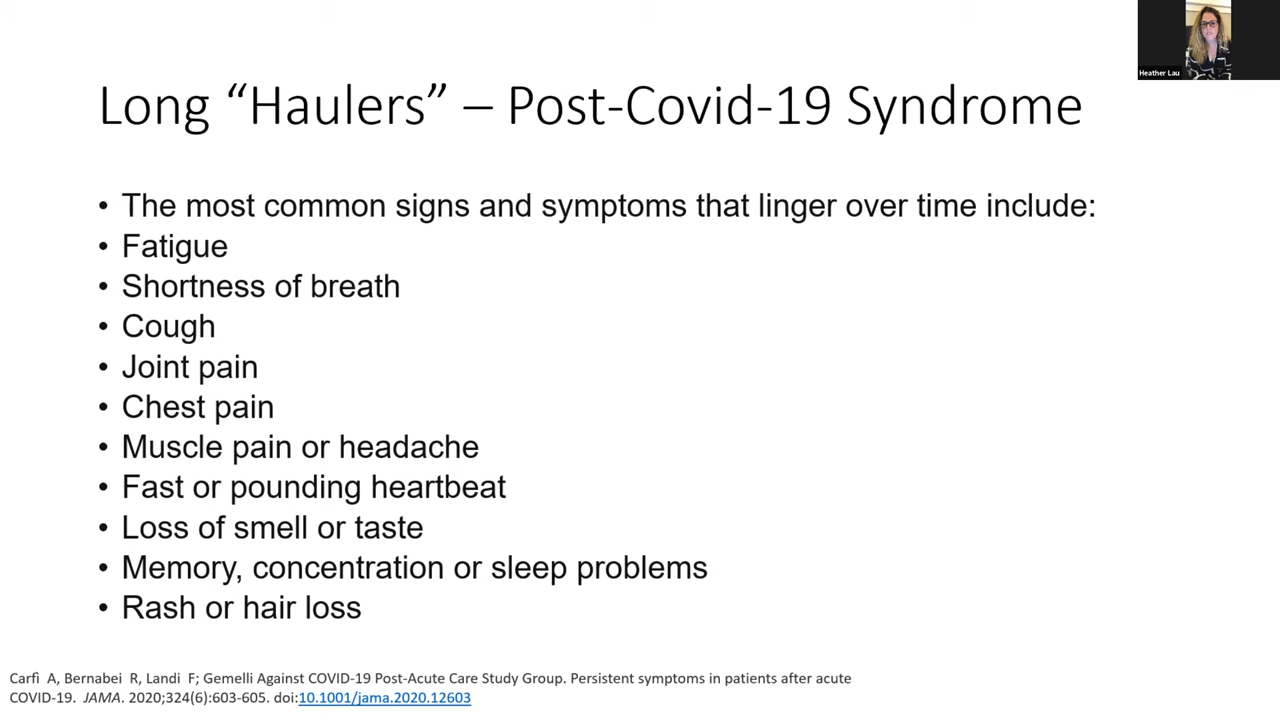 Heather Lau
Long “Haulers” – Post-Covid-19 Syndrome
• The most common signs and symptoms that linger over time include:
• Fatigue
• Shortness of breath
• Cough
• Joint pain
• Chest pain
• Muscle pain or headache
• Fast or pounding heartbeat
• Loss of smell or taste
• Memory, concentration or sleep problems
• Rash or hair loss
Carfì A, Bernabei R, Landi F; Gemelli Against COVID-19 Post-Acute Care Study Group. Persistent symptoms in patients after acute
COVID-19. JAMA. 2020;324(6):603-605. doi:10.1001/jama.2020.12603